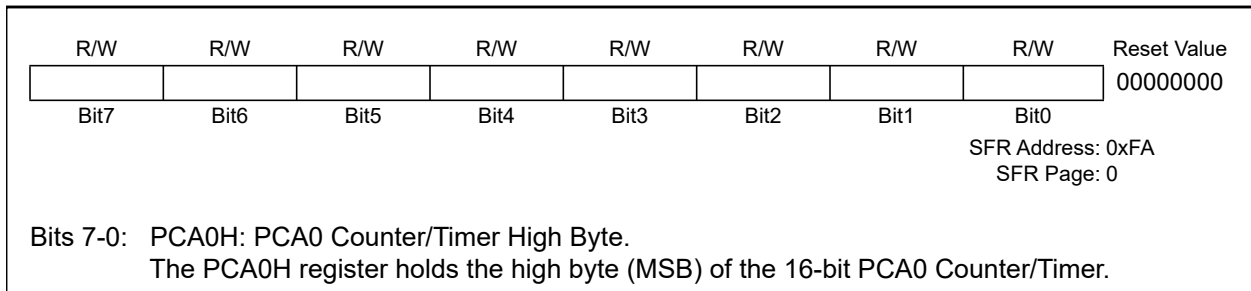 R/W R/W R/W R/W R/W R/W R/W R/W Reset Value
00000000
Bit7 Bit6 Bit5 Bit4 Bit3 Bit2 Bit1 Bit0
SFR Address: 0xFA
SFR Page: 0
Bits 7-0: PCA0H: PCA0 Counter/Timer High Byte.
The PCA0H register holds the high byte (MSB) of the 16-bit PCA0 Counter/Timer.